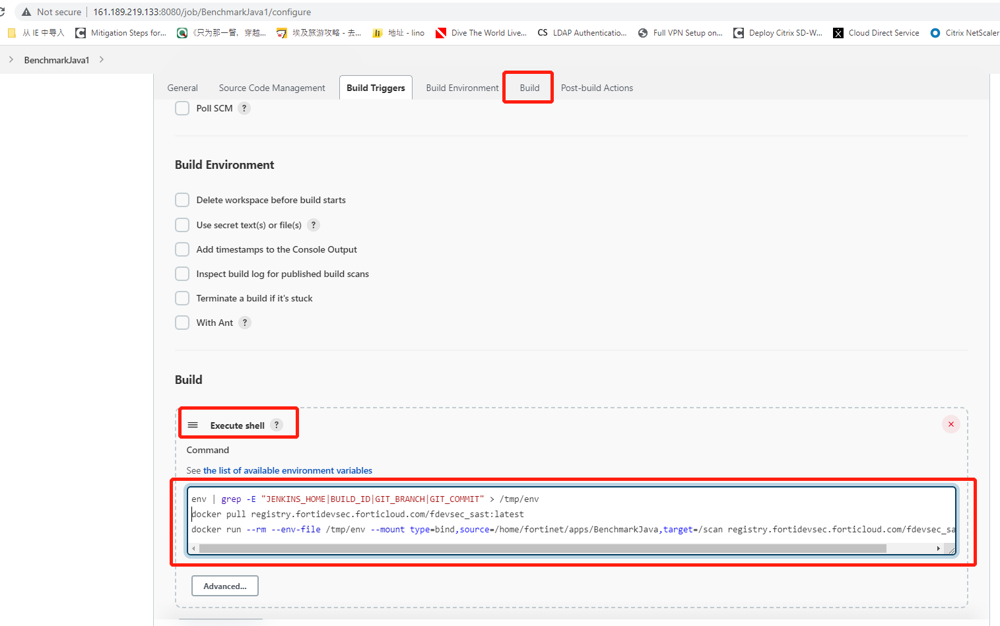 Not secure 161.189.219.133:8080/job/BenchmarkJava1/configure
从 IE 中导入 Mitigation Steps for... 《只为那一瞥，穿越... 埃及旅游攻略 - 去... 地址 - lino Dive The World Live... CS LDAP Authenticatio... Full VPN Setup on... Deploy Citrix SD-W... Cloud Direct Service Citrix NetScaler
BenchmarkJava1
General Source Code Management Build Triggers Build Environment Build Post-build Actions
Poll SCM ?
Build Environment
Delete workspace before build starts
Use secret text(s) or file(s) ?
Add timestamps to the Console Output
Inspect build log for published build scans
Terminate a build if it's stuck
With Ant ?
Build
Execute shell ?
Command
See the list of available environment variables
env | grep -E "JENKINS_HOME|BUILD_ID|GIT_BRANCH|GIT_COMMIT" > /tmp/env
docker pull registry.fortidevsec.forticloud.com/fdevsec_sast:latest
docker run --rm --env-file /tmp/env --mount type=bind,source=/home/fortinet/apps/BenchmarkJava,target=/scan registry.fortidevsec.forticloud.com/fdevsec_sa
Advanced...